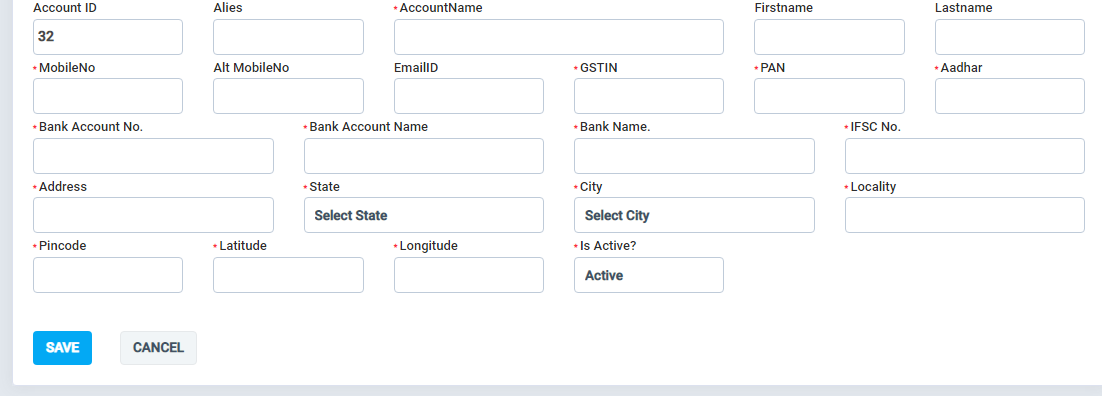 Account ID Alies * AccountName Firstname Lastname
32
* MobileNo Alt MobileNo EmailID * GSTIN * PAN * Aadhar
* Bank Account No. * Bank Account Name * Bank Name. * IFSC No.
* Address * State * City * Locality
Select State Select City
* Pincode * Latitude * Longitude * Is Active?
Active
SAVE CANCEL